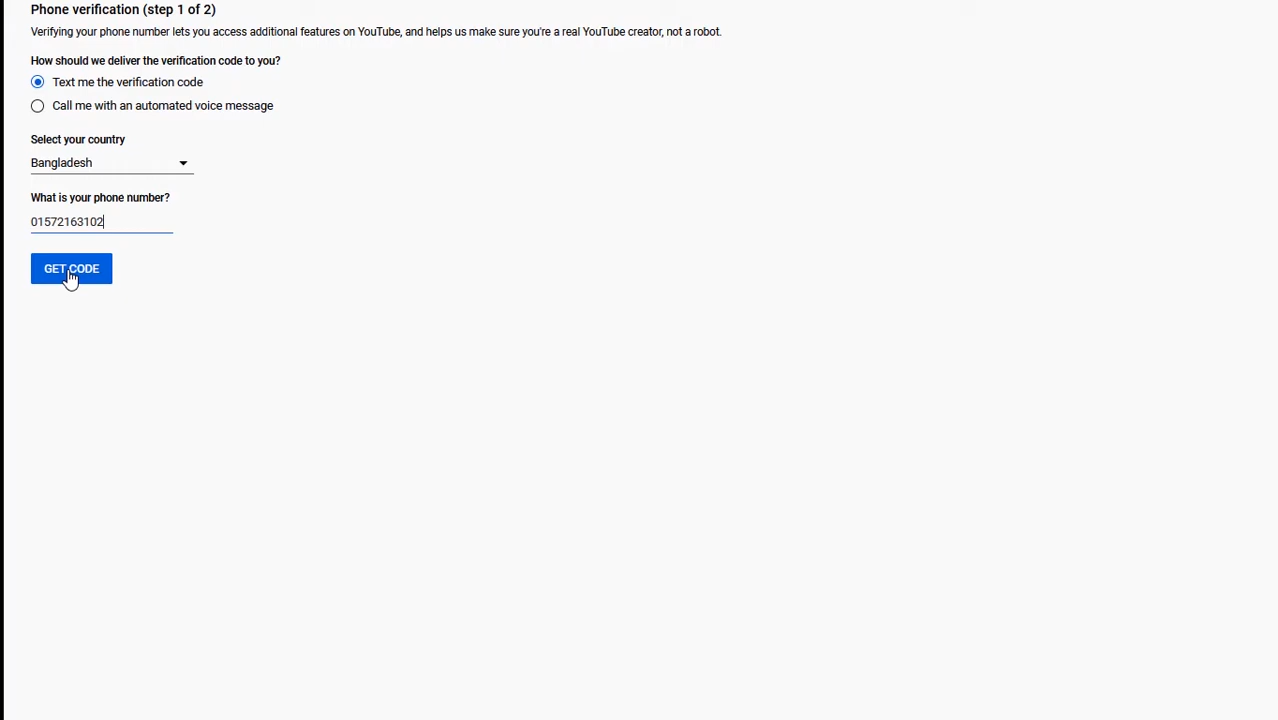 Phone verification (step 1 of 2)
Verifying your phone number lets you access additional features on YouTube, and helps us make sure you're a real YouTube creator, not a robot.
How should we deliver the verification code to you?
Text me the verification code
Call me with an automated voice message
Select your country
Bangladesh
What is your phone number?
01572163102
GET CODE